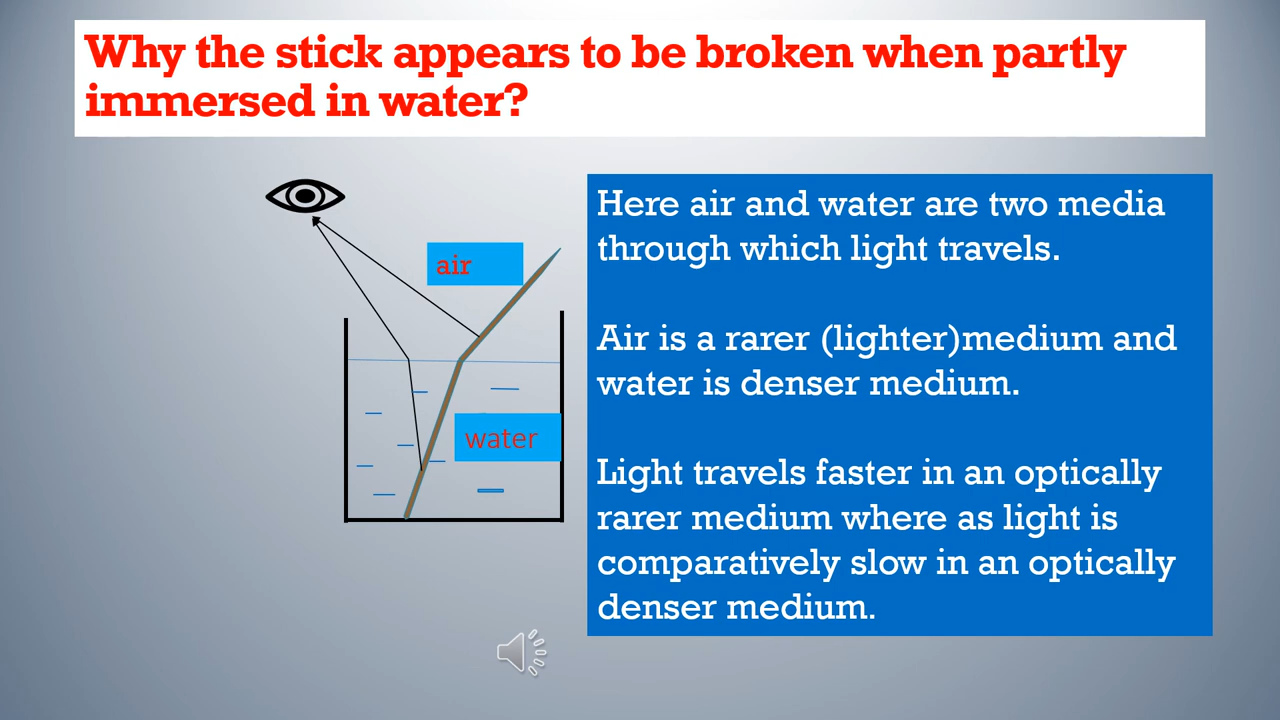 Why the stick appears to be broken when partly
immersed in water?
air
water
Here air and water are two media
through which light travels.
Air is a rarer (lighter)medium and
water is denser medium.
Light travels faster in an optically
rarer medium where as light is
comparatively slow in an optically
denser medium.